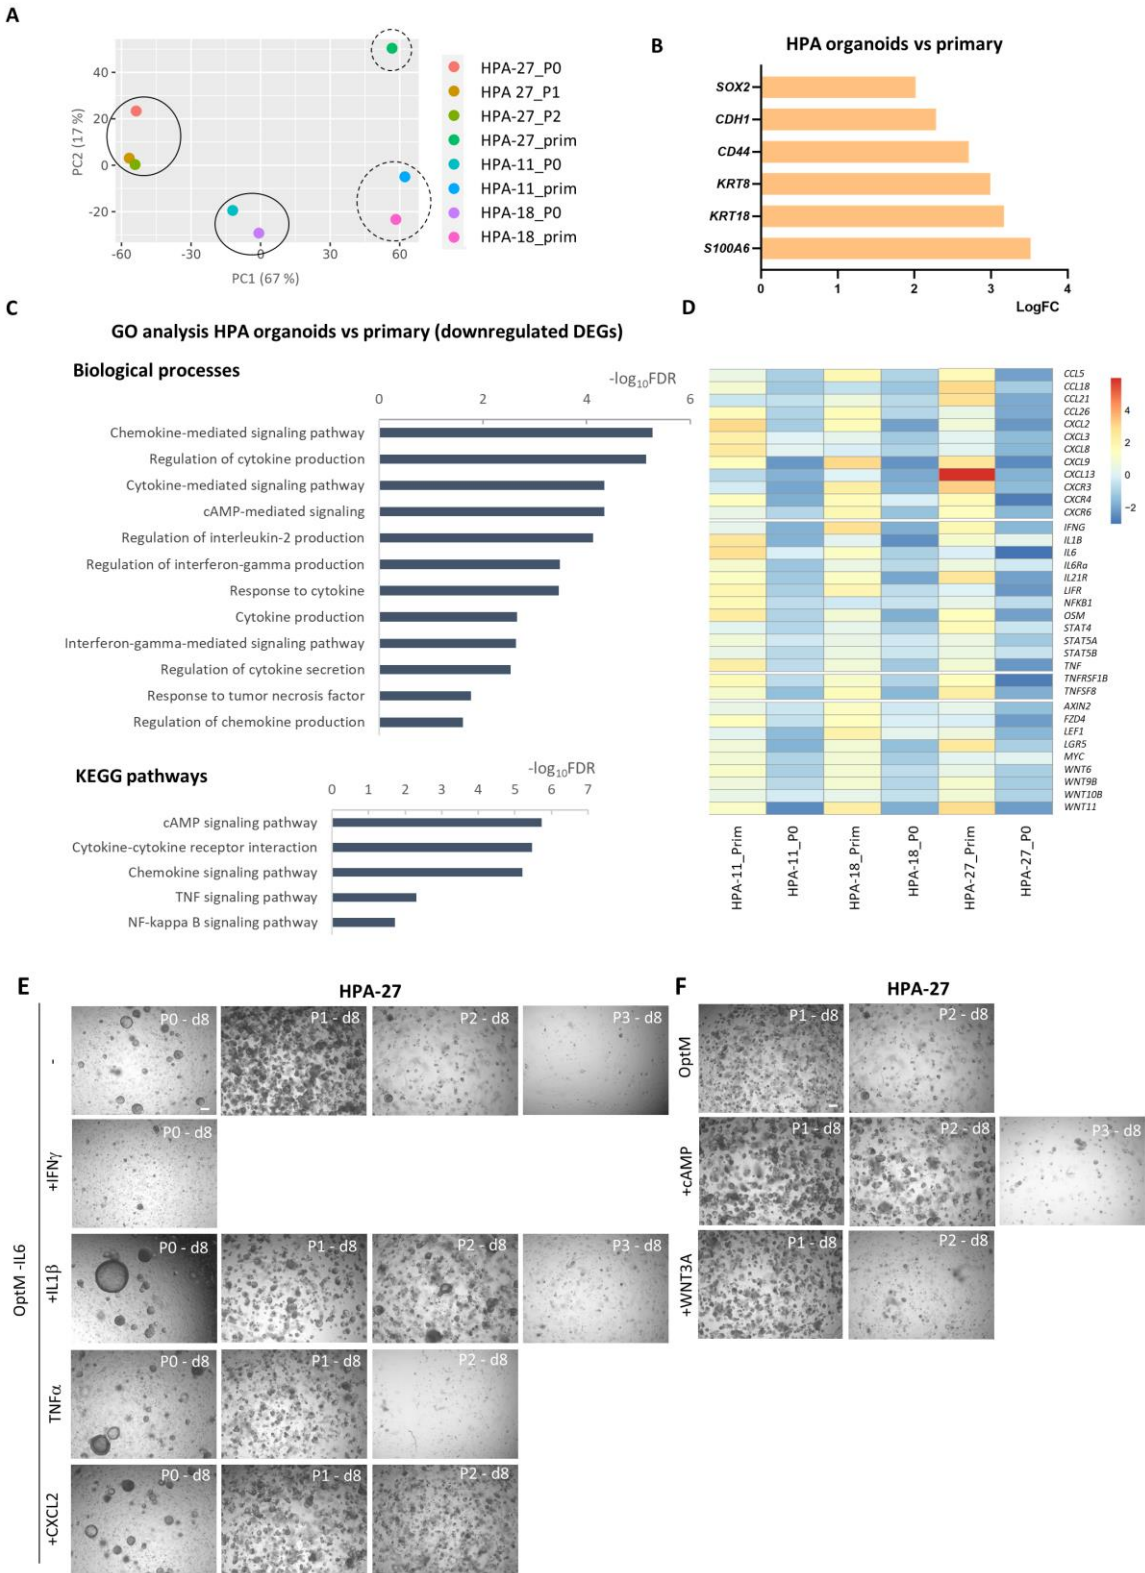 A
40
20
0
-20
-60
-30
0
30
60
PC2 (17 %)
PC1 (67 %)
HPA-27_P0
HPA 27_P1
HPA-27_P2
HPA-27_prim
HPA-11_P0
HPA-11_prim
HPA-18_P0
HPA-18_prim
B
HPA organoids vs primary
SOX2
CDH1
CD44
KRT8
KRT18
S100A6
0 1 2 3 4
LogFC
C
GO analysis HPA organoids vs primary (downregulated DEGs)
Biological processes
-log10FDR
0 2 4 6
Chemokine-mediated signaling pathway
Regulation of cytokine production
Cytokine-mediated signaling pathway
cAMP-mediated signaling
Regulation of interleukin-2 production
Regulation of interferon-gamma production
Response to cytokine
Cytokine production
Interferon-gamma-mediated signaling pathway
Regulation of cytokine secretion
Response to tumor necrosis factor
Regulation of chemokine production
KEGG pathways
-log10FDR
0 1 2 3 4 5 6 7
cAMP signaling pathway
Cytokine-cytokine receptor interaction
Chemokine signaling pathway
TNF signaling pathway
NF-kappa B signaling pathway
D
CCL5
CCL18
CCL21
CCL26
CXCL2
CXCL3
CXCL8
CXCL9
CXCL13
CXCR3
CXCR4
CXCR6
IFNG
IL1B
IL6
IL6Rα
IL21R
LIFR
NFKB1
OSM
STAT4
STAT5A
STAT5B
TNF
TNFRSF1B
TNFSF8
AXIN2
FZD4
LEF1
LGR5
MYC
WNT6
WNT9B
WNT10B
WNT11
4
2
0
−2
HPA-11_Prim
HPA-11_P0
HPA-18_Prim
HPA-18_P0
HPA-27_Prim
HPA-27_P0
E
HPA-27
OptM -IL6
-
P0 - d8
P1 - d8
P2 - d8
P3 - d8
+IFNγ
P0 - d8
+IL1β
P0 - d8
P1 - d8
P2 - d8
P3 - d8
TNFα
P0 - d8
P1 - d8
P2 - d8
+CXCL2
P0 - d8
P1 - d8
P2 - d8
F
HPA-27
OptM
P1 - d8
P2 - d8
+cAMP
P1 - d8
P2 - d8
P3 - d8
+WNT3A
P1 - d8
P2 - d8